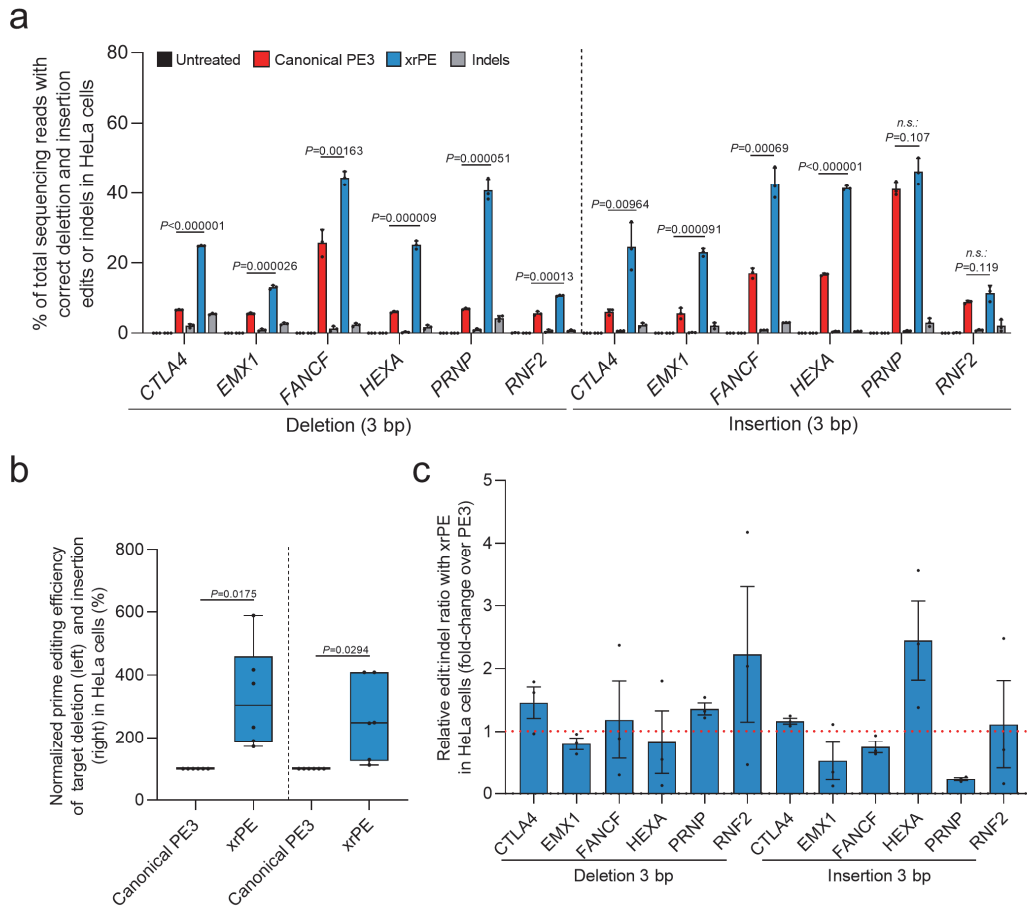 a
% of total sequencing reads with
correct deletion and insertion
edits or indels in HeLa cells
80
60
40
20
0
Untreated
Canonical PE3
xrPE
Indels
P<0.000001
P=0.000026
P=0.00163
P=0.000009
P=0.000051
P=0.00013
P=0.00964
P=0.000091
P=0.00069
P<0.000001
n.s.:
P=0.107
n.s.:
P=0.119
CTLA4
EMX1
FANCF
HEXA
PRNP
RNF2
CTLA4
EMX1
FANCF
HEXA
PRNP
RNF2
Deletion (3 bp)
Insertion (3 bp)
b
Normalized prime editing efficiency
of target deletion (left) and insertion
(right) in HeLa cells (%)
800
600
400
200
0
P=0.0175
P=0.0294
Canonical PE3
xrPE
Canonical PE3
xrPE
c
Relative edit:indel ratio with xrPE
in HeLa cells (fold-change over PE3)
5
4
3
2
1
0
CTLA4
EMX1
FANCF
HEXA
PRNP
RNF2
CTLA4
EMX1
FANCF
HEXA
PRNP
RNF2
Deletion 3 bp
Insertion 3 bp